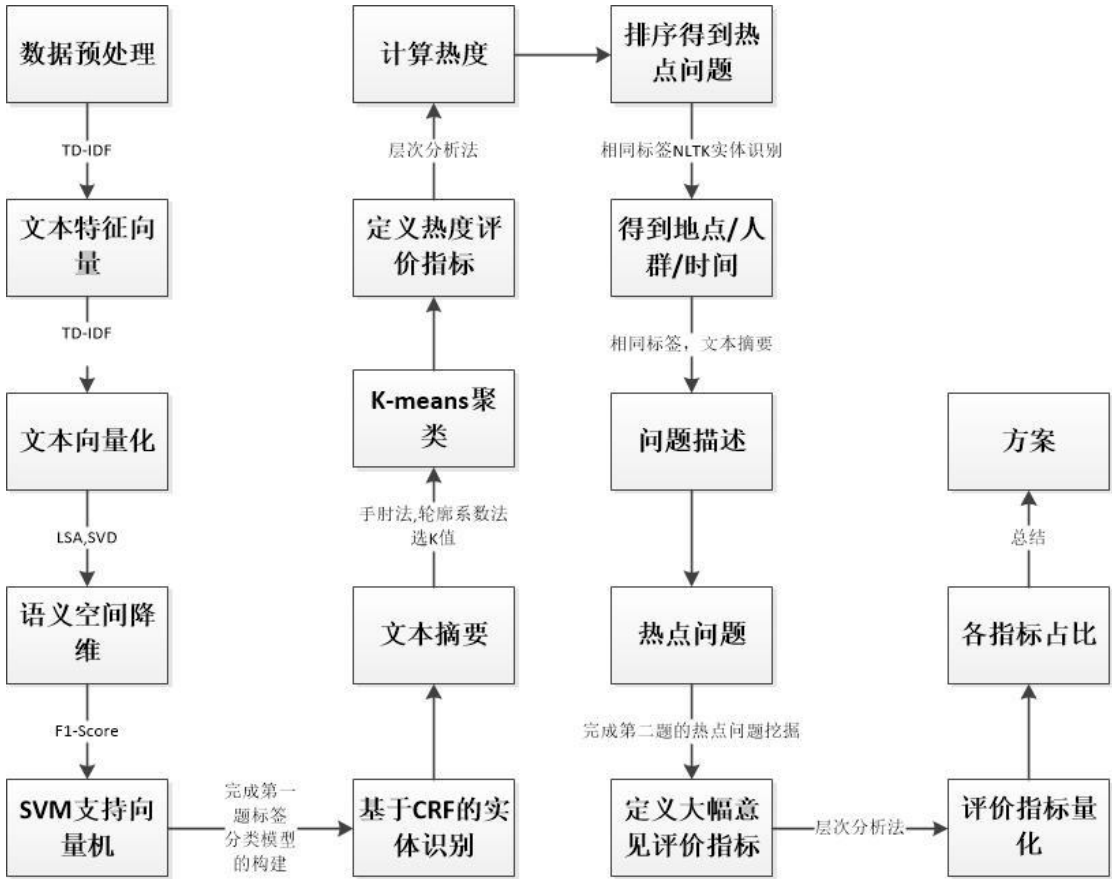 数据预处理
TD-IDF
文本特征向
量
TD-IDF
文本向量化
LSA,SVD
语义空间降
维
F1-Score
SVM支持向
量机
完成第一
题标签
分类模型
的构建
基于CRF的实
体识别
文本摘要
手肘法,轮廓系数法
选K值
K-means聚
类
定义热度评
价指标
层次分析法
计算热度
排序得到热
点问题
相同标签NLTK实体识别
得到地点/人
群/时间
相同标签，文本摘要
问题描述
热点问题
完成第二题的热点问题挖掘
定义大幅意
见评价指标
层次分析法
评价指标量
化
各指标占比
总结
方案